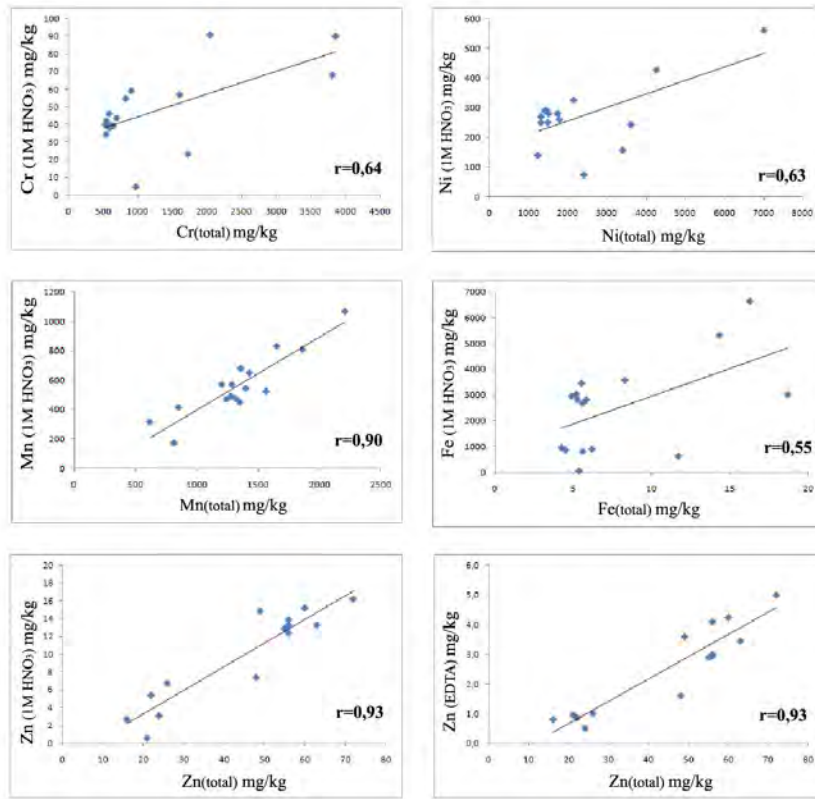 Cr (1M HNO3) mg/kg
100
90
80
70
60
50
40
30
20
10
0
0 500 1000 1500 2000 2500 3000 3500 4000 4500
r=0,64
Cr(total) mg/kg
Ni (1M HNO3) mg/kg
600
500
400
300
200
100
0
0 1000 2000 3000 4000 5000 6000 7000 8000
r=0,63
Ni(total) mg/kg
Mn (1M HNO3) mg/kg
1200
1000
800
600
400
200
0
0 500 1000 1500 2000 2500
r=0,90
Mn(total) mg/kg
Fe (1M HNO3) mg/kg
7000
6000
5000
4000
3000
2000
1000
0
0 5 10 15 20
r=0,55
Fe(total) mg/kg
Zn (1M HNO3) mg/kg
18
16
14
12
10
8
6
4
2
0
0 10 20 30 40 50 60 70 80
r=0,93
Zn(total) mg/kg
Zn (EDTA) mg/kg
6,0
5,0
4,0
3,0
2,0
1,0
0,0
0 10 20 30 40 50 60 70 80
r=0,93
Zn(total) mg/kg